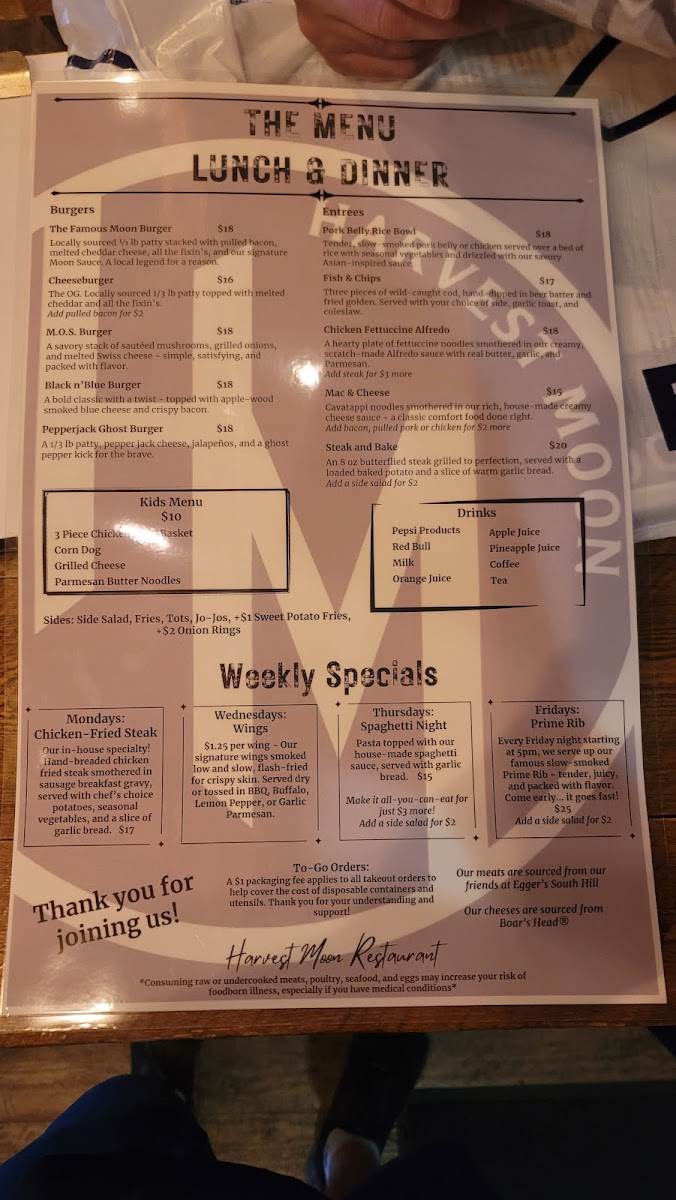 THE MENU
LUNCH & DINNER
Burgers
The Famous Moon Burger $18
Locally sourced 1/3 lb patty stacked with pulled bacon,
melted cheddar cheese, all the fixin's, and our signature
Moon Sauce. A local legend for a reason.
Cheeseburger $16
The OG. Locally sourced 1/3 lb patty topped with melted
cheddar and all the fixin's.
Add pulled bacon for $2
M.O.S. Burger $18
A savory stack of sautéed mushrooms, grilled onions,
and melted Swiss cheese - simple, satisfying, and
packed with flavor.
Black n'Blue Burger $18
A bold classic with a twist - topped with apple-wood
smoked blue cheese and crispy bacon.
Pepperjack Ghost Burger $18
A 1/3 lb patty, pepper jack cheese, jalapeños, and a ghost
pepper kick for the brave.
Entrees
Pork Belly Rice Bowl $18
Tender, slow-smoked pork belly or chicken served over a bed of
rice with seasonal vegetables and drizzled with our savory
Asian-inspired sauce.
Fish & Chips $17
Three pieces of wild-caught cod, hand-dipped in beer batter and
fried golden. Served with your choice of side, garlic toast, and
coleslaw.
Chicken Fettuccine Alfredo $18
A hearty plate of fettuccine noodles smothered in our creamy,
scratch-made Alfredo sauce with real butter, garlic, and
Parmesan.
Add steak for $3 more
Mac & Cheese $15
Cavatappi noodles smothered in our rich, house-made creamy
cheese sauce - a classic comfort food done right.
Add bacon, pulled pork or chicken for $2 more
Steak and Bake $20
An 8 oz butterflied steak grilled to perfection, served with a
loaded baked potato and a slice of warm garlic bread.
Add a side salad for $2
HARVEST MOON
Kids Menu
$10
3 Piece Chicken Basket
Corn Dog
Grilled Cheese
Parmesan Butter Noodles
Drinks
Pepsi Products
Red Bull
Milk
Orange Juice
Apple Juice
Pineapple Juice
Coffee
Tea
Sides: Side Salad, Fries, Tots, Jo-Jos, +$1 Sweet Potato Fries,
+$2 Onion Rings
Weekly Specials
Mondays:
Chicken-Fried Steak
Our in-house specialty!
Hand-breaded chicken
fried steak smothered in
sausage breakfast gravy,
served with chef's choice
potatoes, seasonal
vegetables, and a slice of
garlic bread. $17
Wednesdays:
Wings
$1.25 per wing - Our
signature wings smoked
low and slow, flash-fried
for crispy skin. Served dry
or tossed in BBQ, Buffalo,
Lemon Pepper, or Garlic
Parmesan.
Thursdays:
Spaghetti Night
Pasta topped with our
house-made spaghetti
sauce, served with garlic
bread. $15
Make it all-you-can-eat for
just $3 more!
Add a side salad for $2
Fridays:
Prime Rib
Every Friday night starting
at 5pm, we serve up our
famous slow-smoked
Prime Rib - tender, juicy,
and packed with flavor.
Come early... it goes fast!
$25
Add a side salad for $2
Thank you for
joining us!
To-Go Orders:
A $1 packaging fee applies to all takeout orders to
help cover the cost of disposable containers and
utensils. Thank you for your understanding and
support!
Our meats are sourced from our
friends at Egger's South Hill
Our cheeses are sourced from
Boar's Head®
Harvest Moon Restaurant
*Consuming raw or undercooked meats, poultry, seafood, and eggs may increase your risk of
foodborn illness, especially if you have medical conditions*